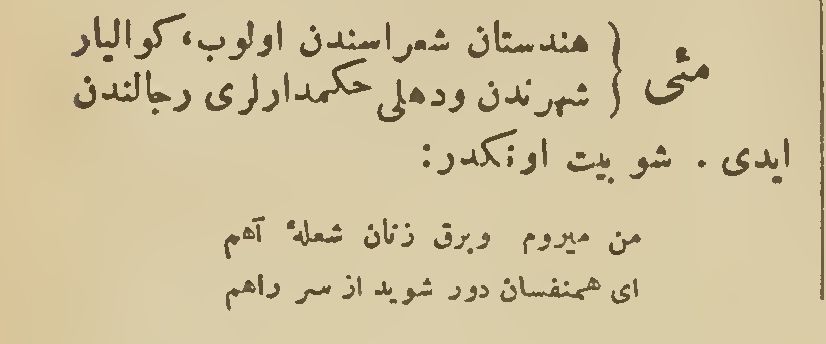 مئی { هندستان شعراسندن اولوب، کوالیار
شهرندن ودهلی حکمدارلری رجالندن
ایدی . شو بیت اونکدر:
من میروم وبرق زنان شعلهٔ آهم
ای همنفسان دور شوید از سر راهم